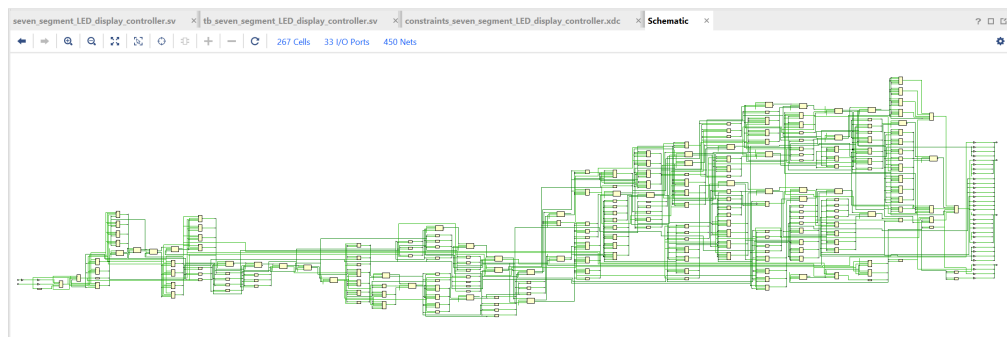 seven_segment_LED_display_controller.sv × tb_seven_segment_LED_display_controller.sv × constraints_seven_segment_LED_display_controller.xdc × Schematic × ?
267 Cells 33 I/O Ports 450 Nets